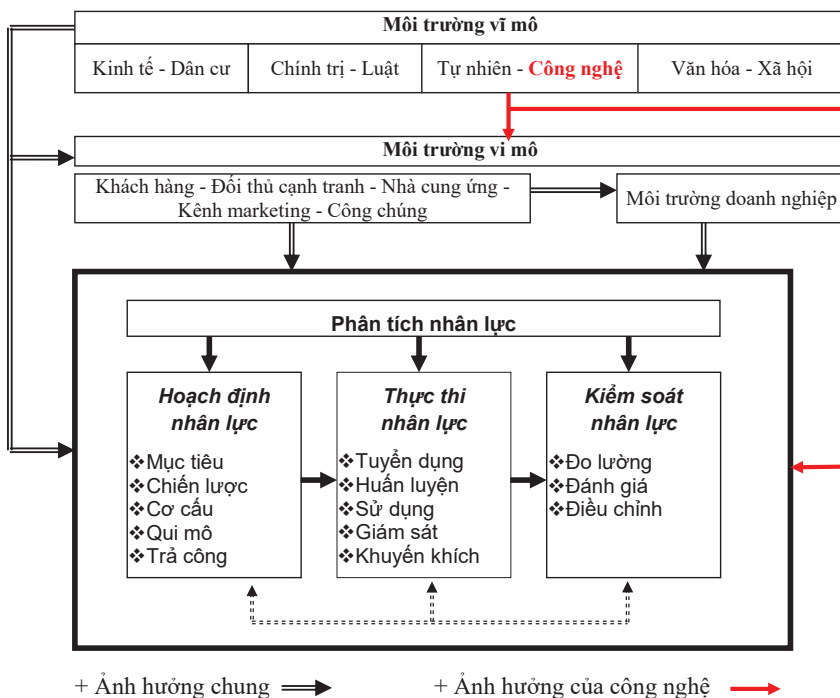 Môi trường vĩ mô
Kinh tế - Dân cư
Chính trị - Luật
Tự nhiên - Công nghệ
Văn hóa - Xã hội
Môi trường vi mô
Khách hàng - Đối thủ cạnh tranh - Nhà cung ứng -
Kênh marketing - Công chúng
Môi trường doanh nghiệp
Phân tích nhân lực
Hoạch định
nhân lực
❖Mục tiêu
❖Chiến lược
❖Cơ cấu
❖Qui mô
❖Trả công
Thực thi
nhân lực
❖Tuyển dụng
❖Huấn luyện
❖Sử dụng
❖Giám sát
❖Khuyến khích
Kiểm soát
nhân lực
❖Đo lường
❖Đánh giá
❖Điều chỉnh
+ Ảnh hưởng chung
+ Ảnh hưởng của công nghệ